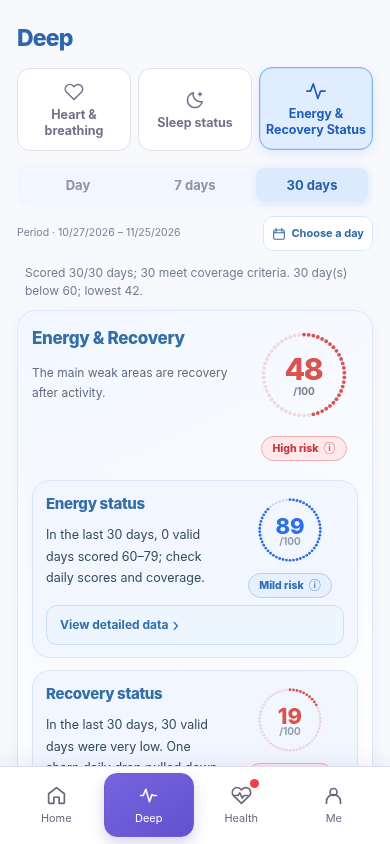 Deep
Heart &
breathing
Sleep status
Energy &
Recovery Status
Day
7 days
30 days
Period · 10/27/2026 – 11/25/2026
Choose a day
Scored 30/30 days; 30 meet coverage criteria. 30 day(s)
below 60; lowest 42.
Energy & Recovery
The main weak areas are recovery
after activity.
48
/100
High risk
Energy status
In the last 30 days, 0 valid
days scored 60–79; check
daily scores and coverage.
89
/100
Mild risk
View detailed data ›
Recovery status
In the last 30 days, 30 valid
days were very low. One
19
/100
Home
Deep
Health
Me